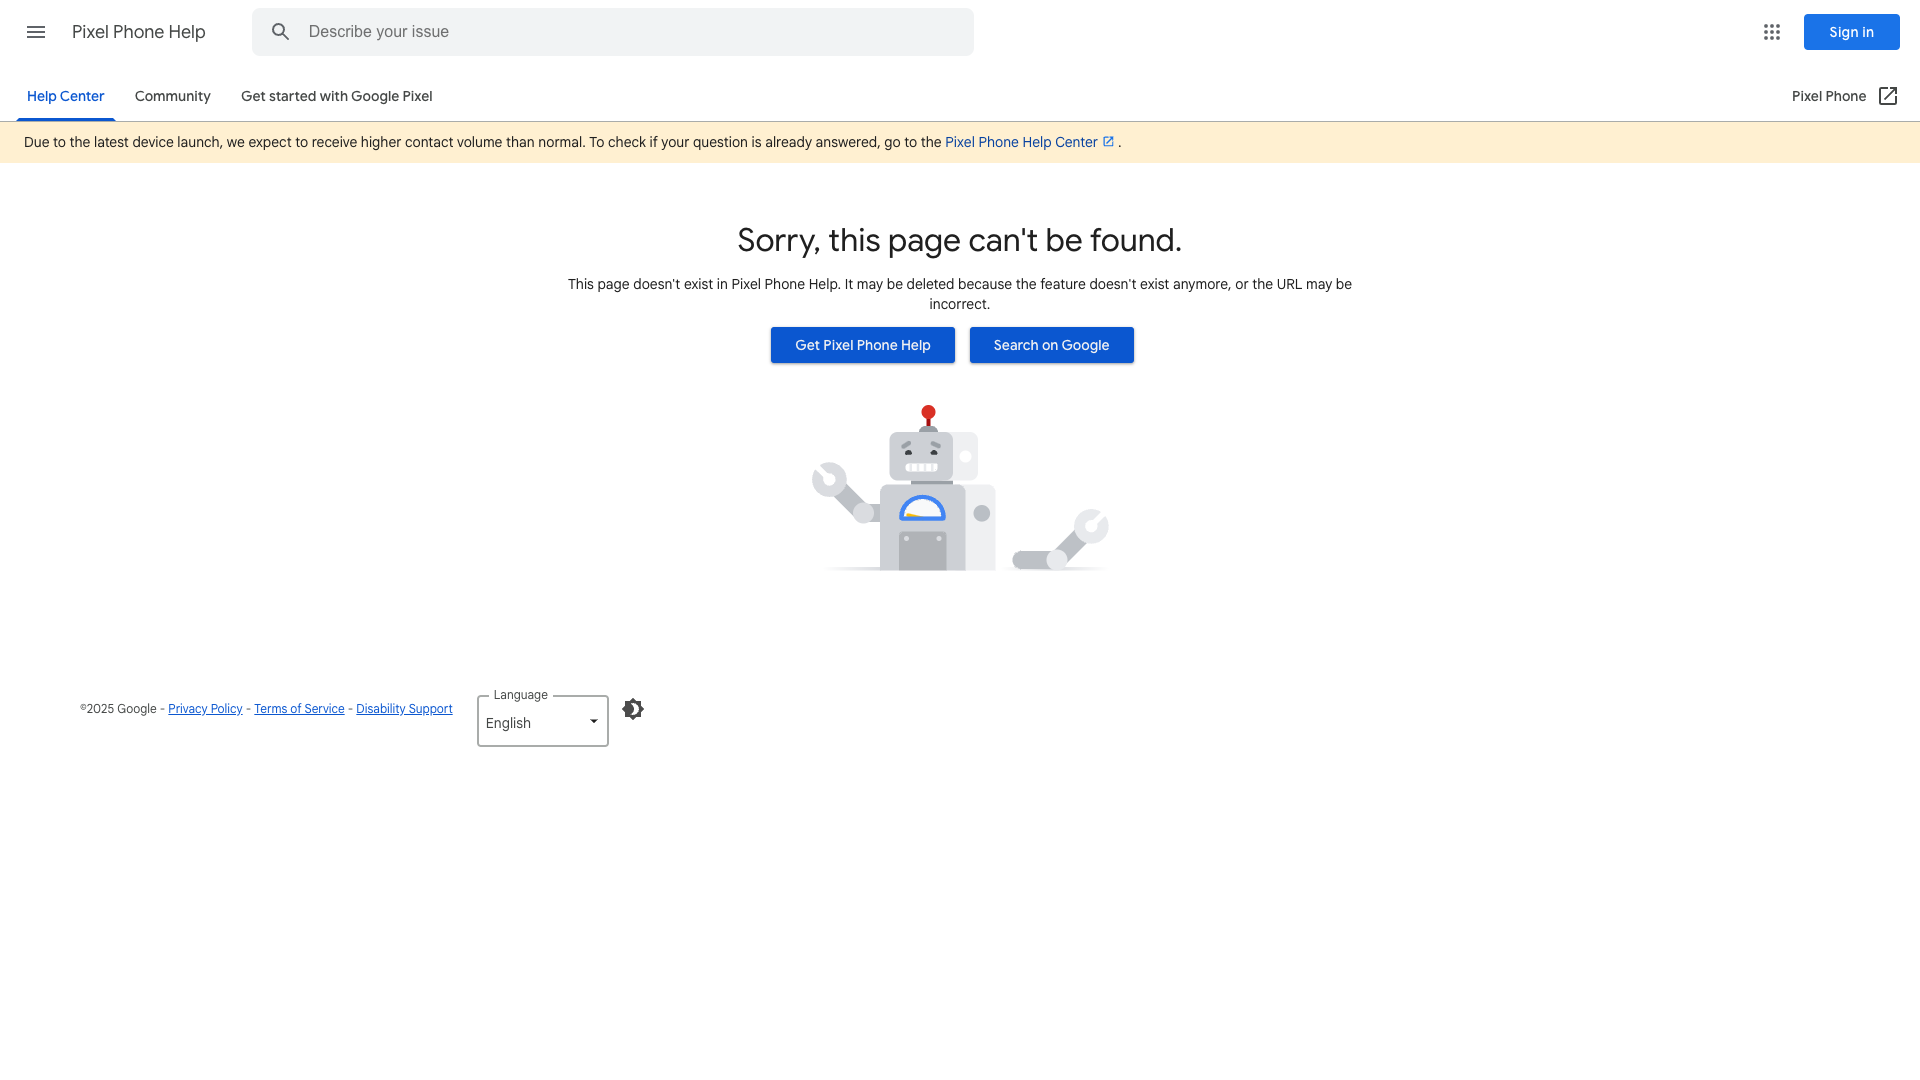 Pixel Phone Help
Describe your issue
Sign in
Help Center
Community
Get started with Google Pixel
Pixel Phone
Due to the latest device launch, we expect to receive higher contact volume than normal. To check if your question is already answered, go to the Pixel Phone Help Center .
Sorry, this page can't be found.
This page doesn't exist in Pixel Phone Help. It may be deleted because the feature doesn't exist anymore, or the URL may be
incorrect.
Get Pixel Phone Help
Search on Google
©2025 Google - Privacy Policy - Terms of Service - Disability Support
Language
English